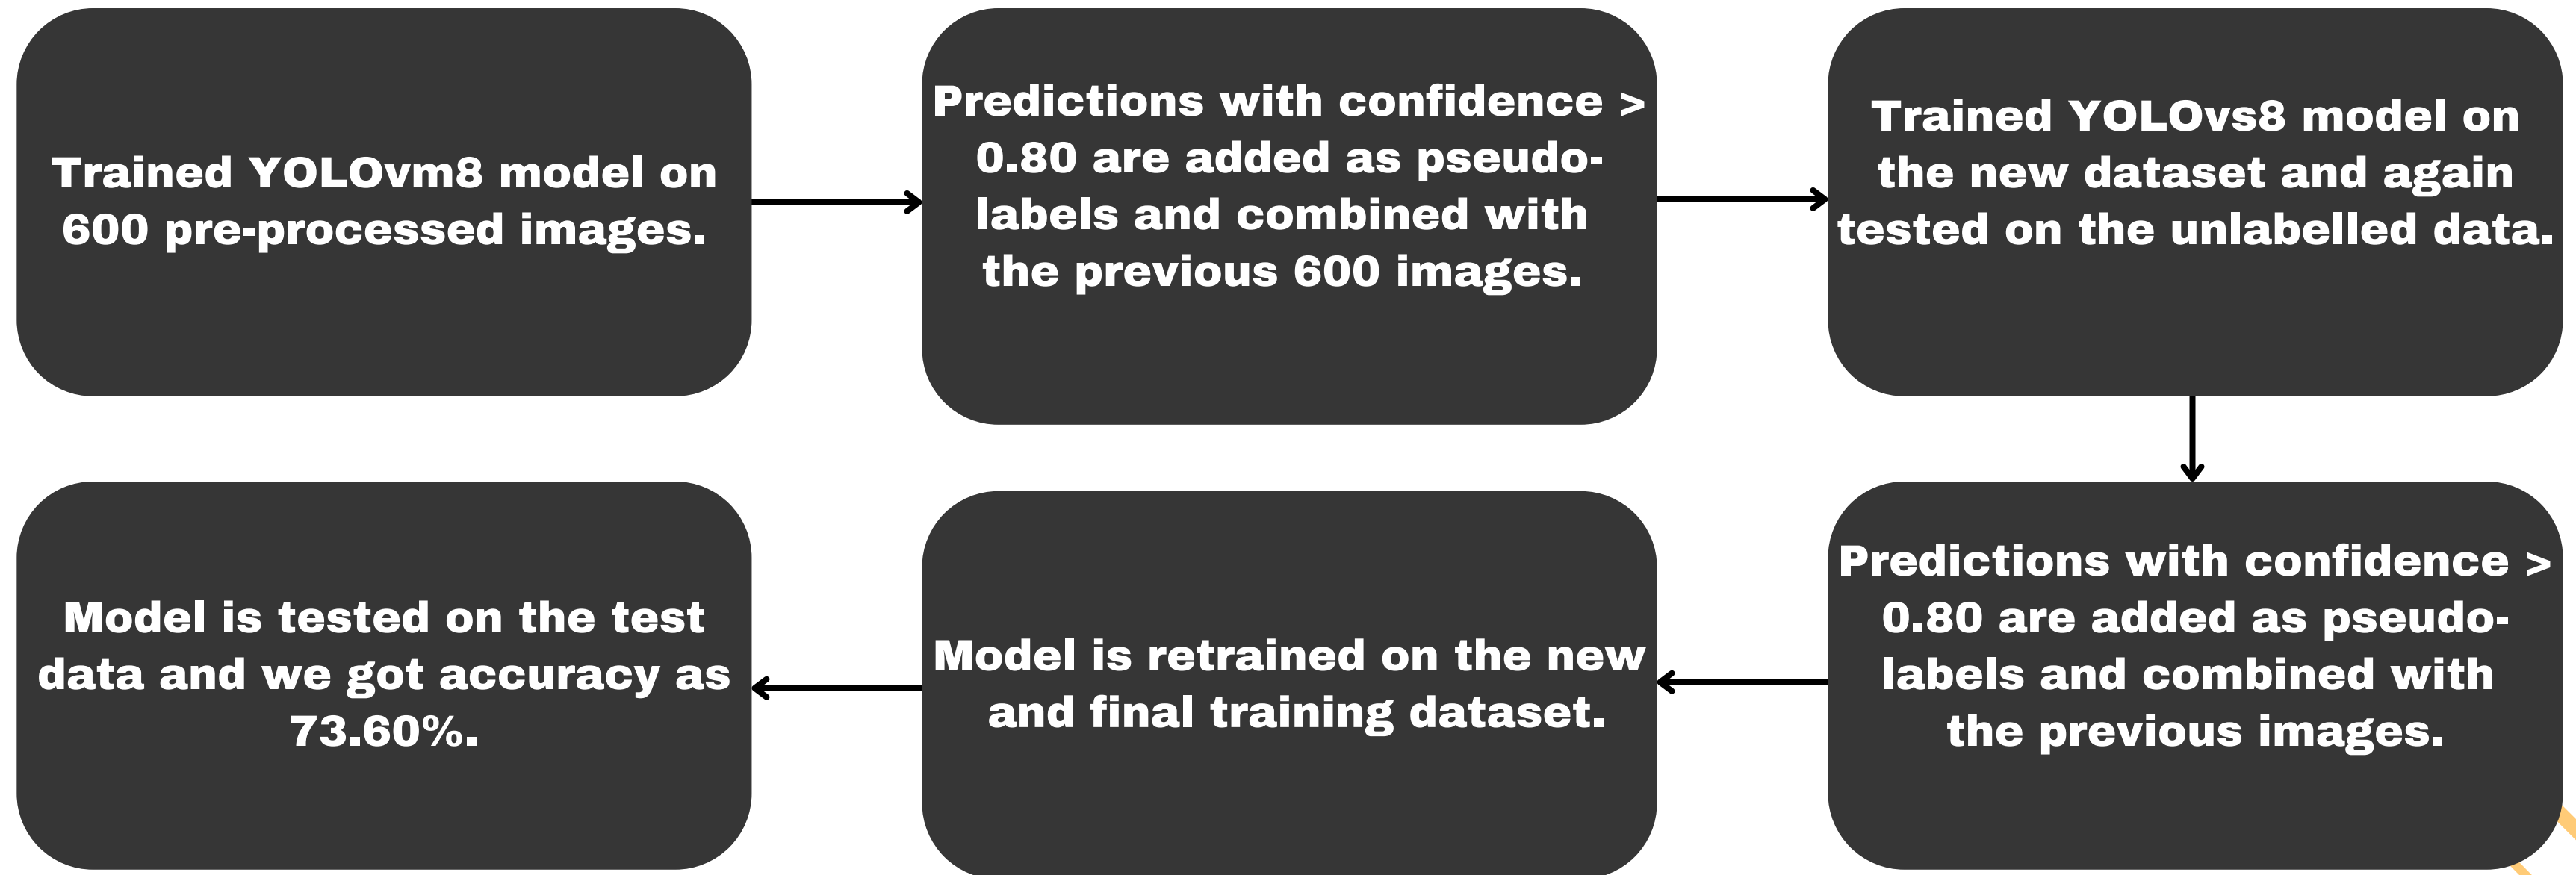 Trained YOLOvm8 model on
600 pre-processed images.
Predictions with confidence >
0.80 are added as pseudo-
labels and combined with
the previous 600 images.
Trained YOLOvs8 model on
the new dataset and again
tested on the unlabelled data.
Predictions with confidence >
0.80 are added as pseudo-
labels and combined with
the previous images.
Model is retrained on the new
and final training dataset.
Model is tested on the test
data and we got accuracy as
73.60%.